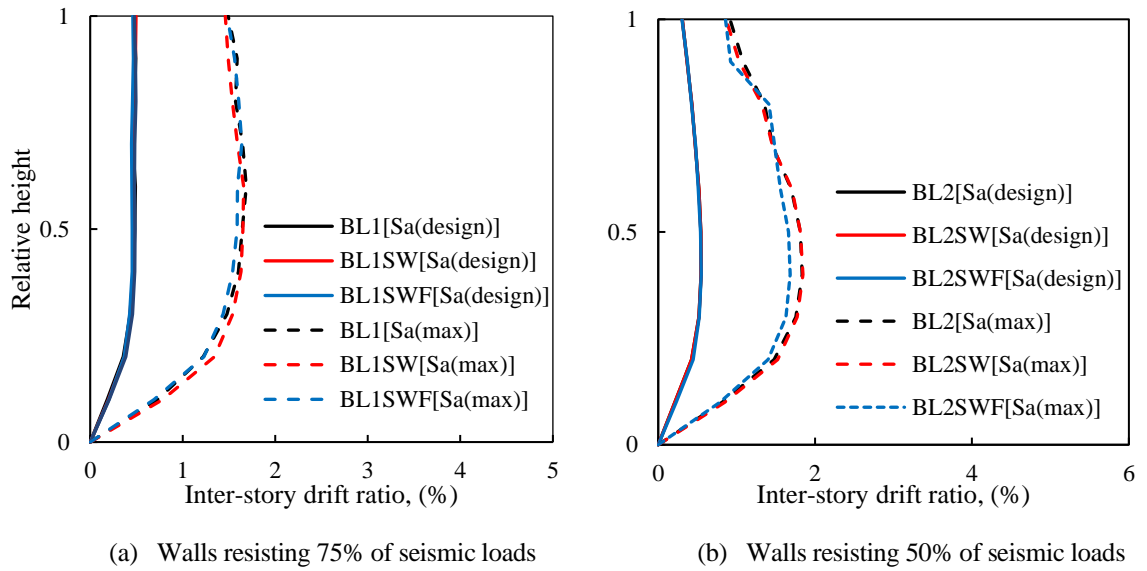 1
0.5
0
Relative height
BL1[Sa(design)]
BL1SW[Sa(design)]
BL1SWF[Sa(design)]
BL1[Sa(max)]
BL1SW[Sa(max)]
BL1SWF[Sa(max)]
0 1 2 3 4 5
Inter-story drift ratio, (%)
(a) Walls resisting 75% of seismic loads
1
0.5
0
BL2[Sa(design)]
BL2SW[Sa(design)]
BL2SWF[Sa(design)]
BL2[Sa(max)]
BL2SW[Sa(max)]
BL2SWF[Sa(max)]
0 2 4 6
Inter-story drift ratio, (%)
(b) Walls resisting 50% of seismic loads